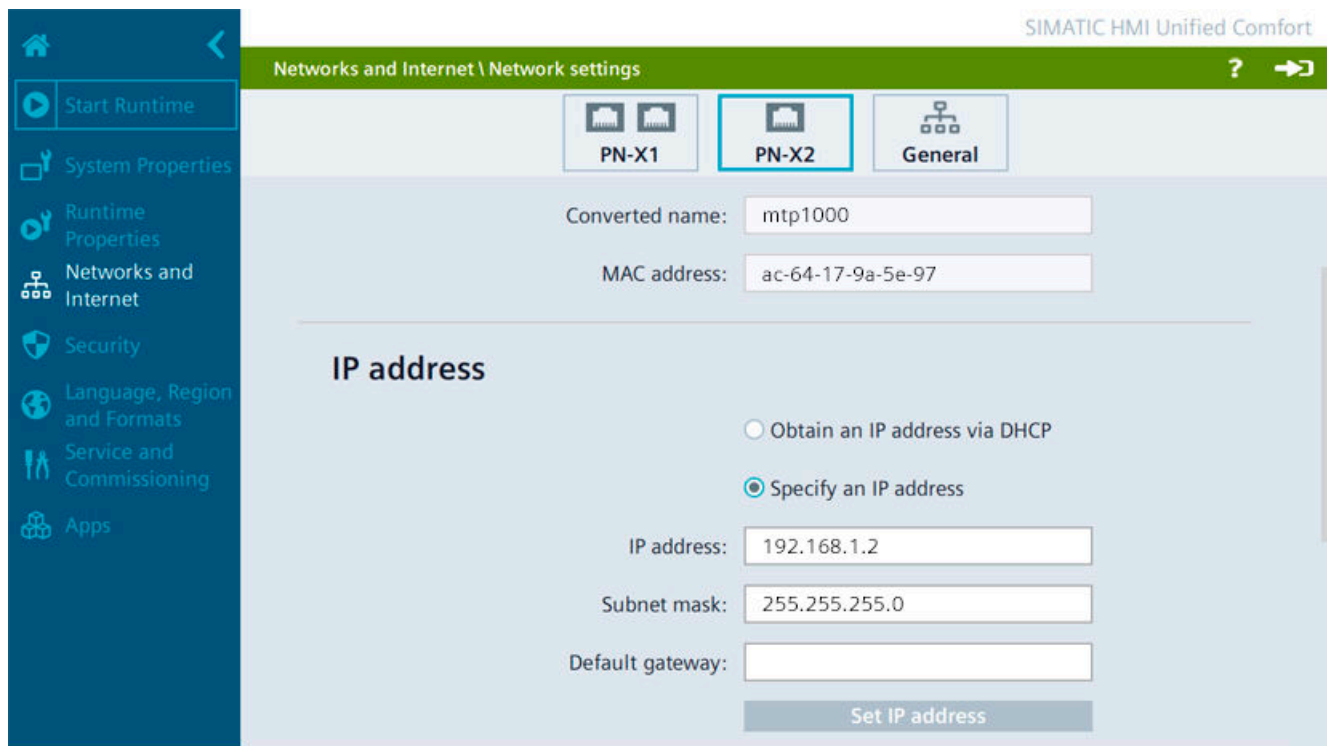 SIMATIC HMI Unified Comfort
Networks and Internet \ Network settings
?
Start Runtime
System Properties
Runtime
Properties
Networks and
Internet
Security
Language, Region
and Formats
Service and
Commissioning
Apps
PN-X1
PN-X2
General
Converted name: mtp1000
MAC address: ac-64-17-9a-5e-97
IP address
Obtain an IP address via DHCP
Specify an IP address
IP address: 192.168.1.2
Subnet mask: 255.255.255.0
Default gateway:
Set IP address